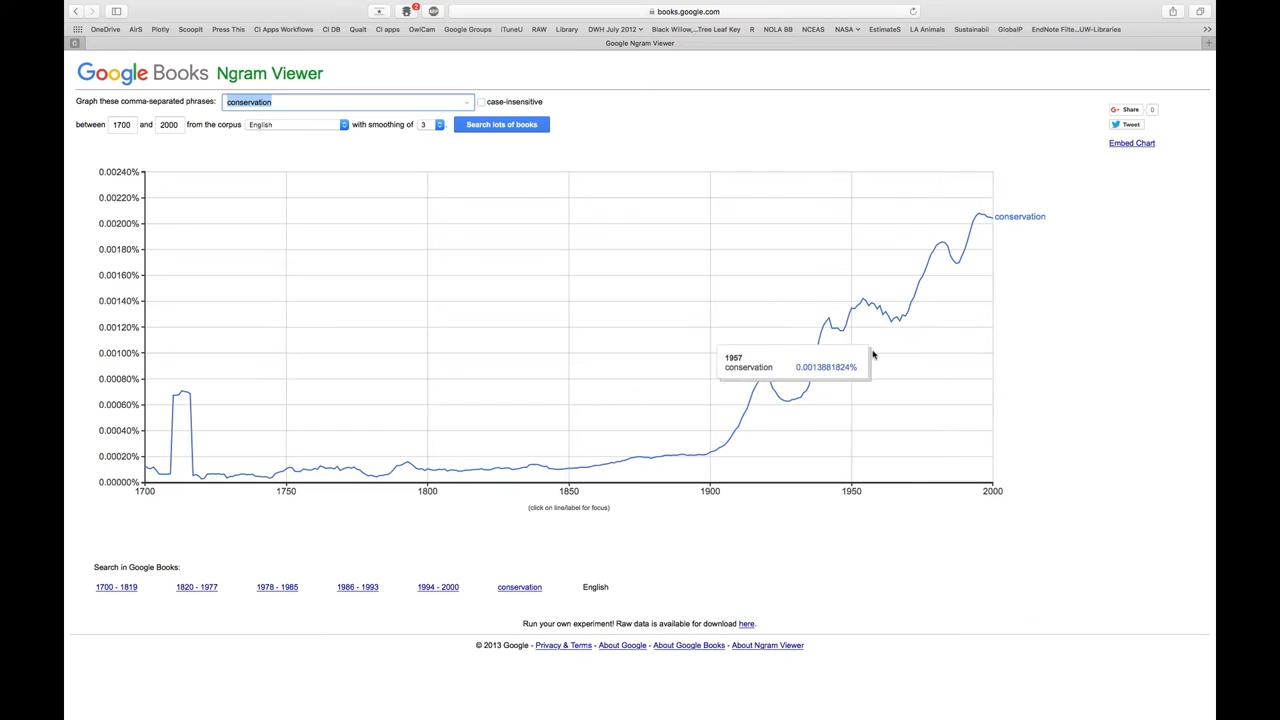 books.google.com
2
OneDrive AirS Plotly ScoopIt Press This CI Apps Workflows CI DB Qualt CI apps OwlCam Google Groups iTuneU RAW Library DWH July 2012 Black Willow,...Tree Leaf Key R NOLA BB NCEAS NASA EstimateS LA Animals Sustainabli GlobalP EndNote Filte...UW-Libraries
Google Ngram Viewer
Google Books Ngram Viewer
Graph these comma-separated phrases: conservation case-insensitive
between 1700 and 2000 from the corpus English with smoothing of 3 . Search lots of books
Share 0
Tweet
Embed Chart
0.00240%
0.00220%
0.00200%
0.00180%
0.00160%
0.00140%
0.00120%
0.00100%
0.00080%
0.00060%
0.00040%
0.00020%
0.00000%
conservation
1957
conservation 0.0013881824%
1700 1750 1800 1850 1900 1950 2000
(click on line/label for focus)
Search in Google Books:
1700 - 1819 1820 - 1977 1978 - 1985 1986 - 1993 1994 - 2000 conservation English
Run your own experiment! Raw data is available for download here.
© 2013 Google - Privacy & Terms - About Google - About Google Books - About Ngram Viewer